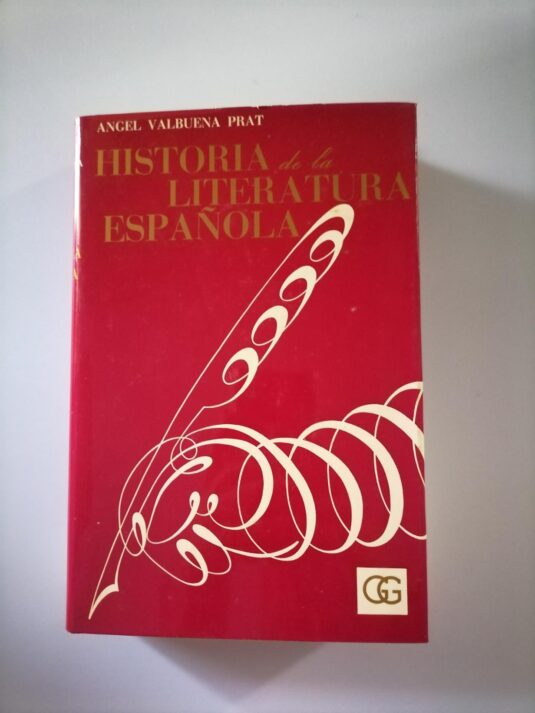 ANGEL VALBUENA PRAT
HISTORIA de la
LITERATURA
ESPAÑOLA
GG